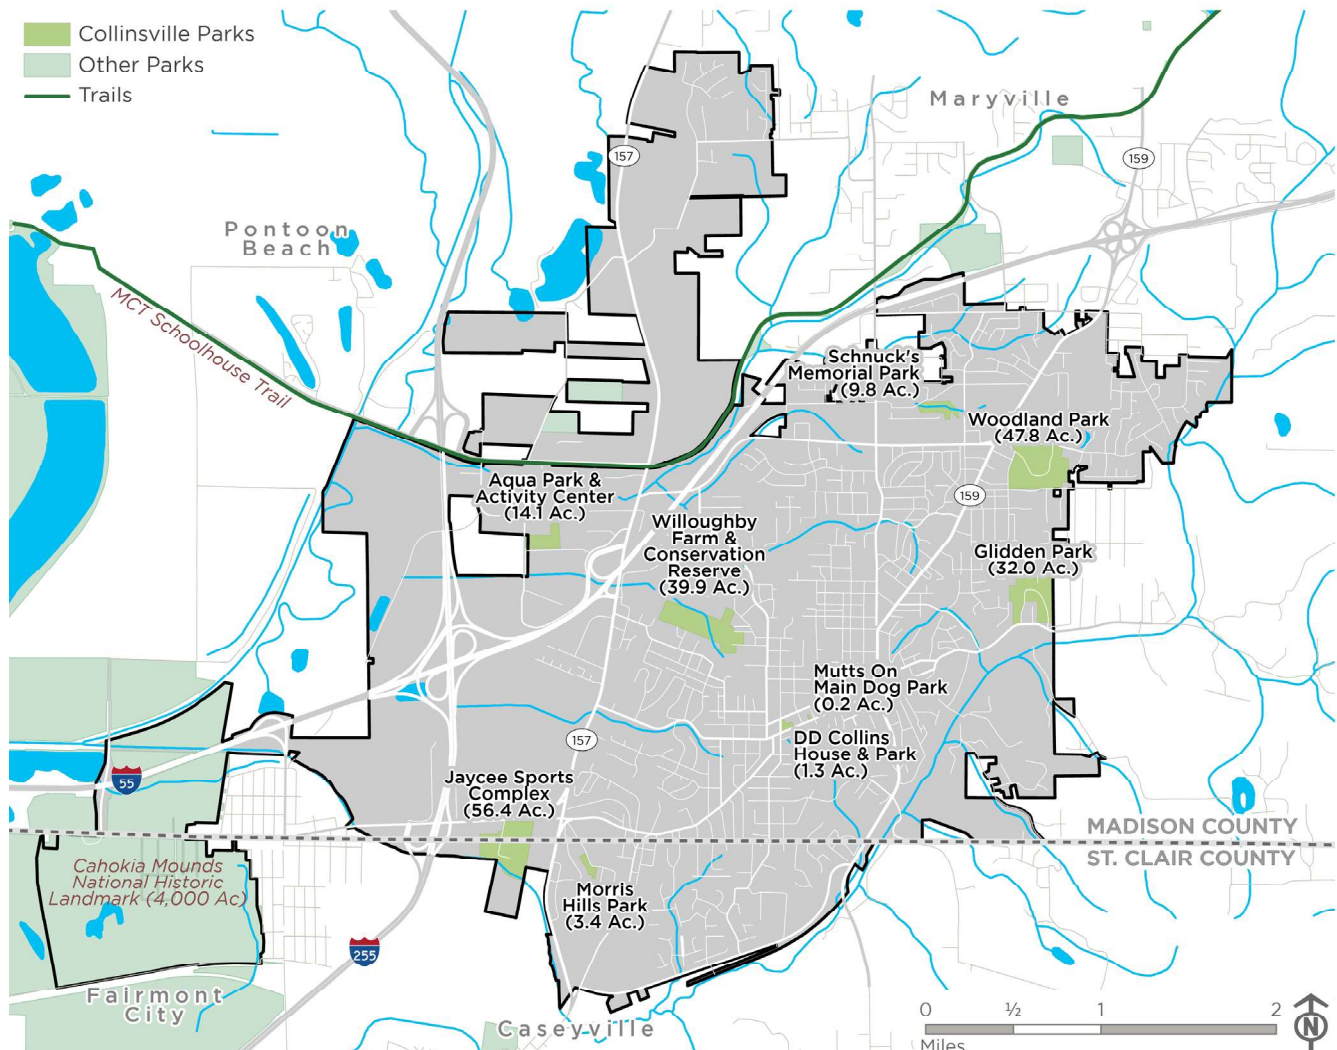 Collinsville Parks
Other Parks
Trails
Maryville
157
159
Pontoon
Beach
MCT Schoolhouse Trail
Schnuck's
Memorial Park
(9.8 Ac.)
Woodland Park
(47.8 Ac.)
Aqua Park &
Activity Center
(14.1 Ac.)
159
Willoughby
Farm &
Conservation
Reserve
(39.9 Ac.)
Glidden Park
(32.0 Ac.)
Mutts On
Main Dog Park
(0.2 Ac.)
157
DD Collins
House & Park
(1.3 Ac.)
55
Jaycee Sports
Complex
(56.4 Ac.)
MADISON COUNTY
ST. CLAIR COUNTY
Cahokia Mounds
National Historic
Landmark (4,000 Ac)
Morris
Hills Park
(3.4 Ac.)
255
Fairmont
City
Caseyville
0 ½ 1 2
Miles
N